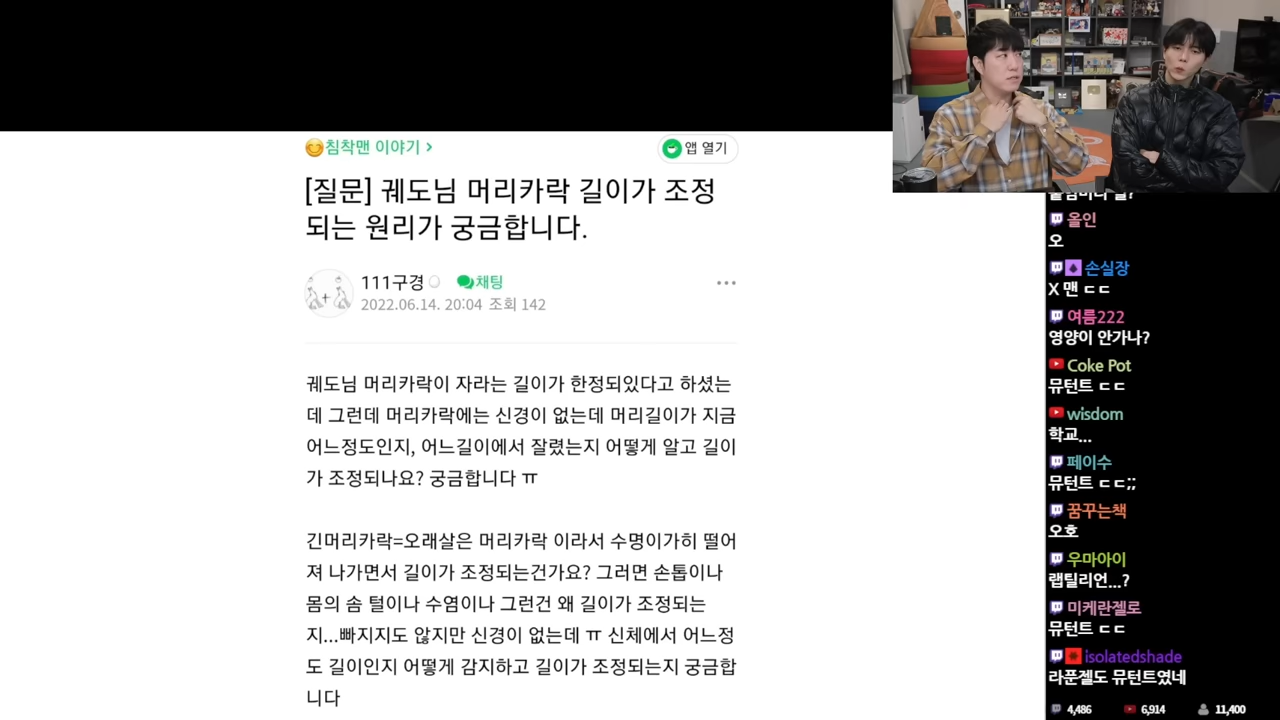 침착맨 이야기 >
앱 열기
[질문] 궤도님 머리카락 길이가 조정
되는 원리가 궁금합니다.
111구경
채팅
2022.06.14. 20:04 조회 142
궤도님 머리카락이 자라는 길이가 한정되있다고 하셨는
데 그런데 머리카락에는 신경이 없는데 머리길이가 지금
어느정도인지, 어느길이에서 잘렸는지 어떻게 알고 길이
가 조정되나요? 궁금합니다 ㅠ
긴머리카락=오래살은 머리카락 이라서 수명이가히 떨어
져 나가면서 길이가 조정되는건가요? 그러면 손톱이나
몸의 솜 털이나 수염이나 그런건 왜 길이가 조정되는
지...빠지지도 않지만 신경이 없는데 ㅠ 신체에서 어느정
도 길이인지 어떻게 감지하고 길이가 조정되는지 궁금합
니다
올인
오
손실장
X 맨 ㄷㄷ
여름222
영양이 안가나?
Coke Pot
뮤턴트 ㄷㄷ
wisdom
학교...
페이수
뮤턴트 ㄷㄷ;;
꿈꾸는책
오호
우마아이
랩틸리언...?
미케란젤로
뮤턴트 ㄷㄷ
isolatedshade
라푼젤도 뮤턴트였네
4,486
6,914
11,400